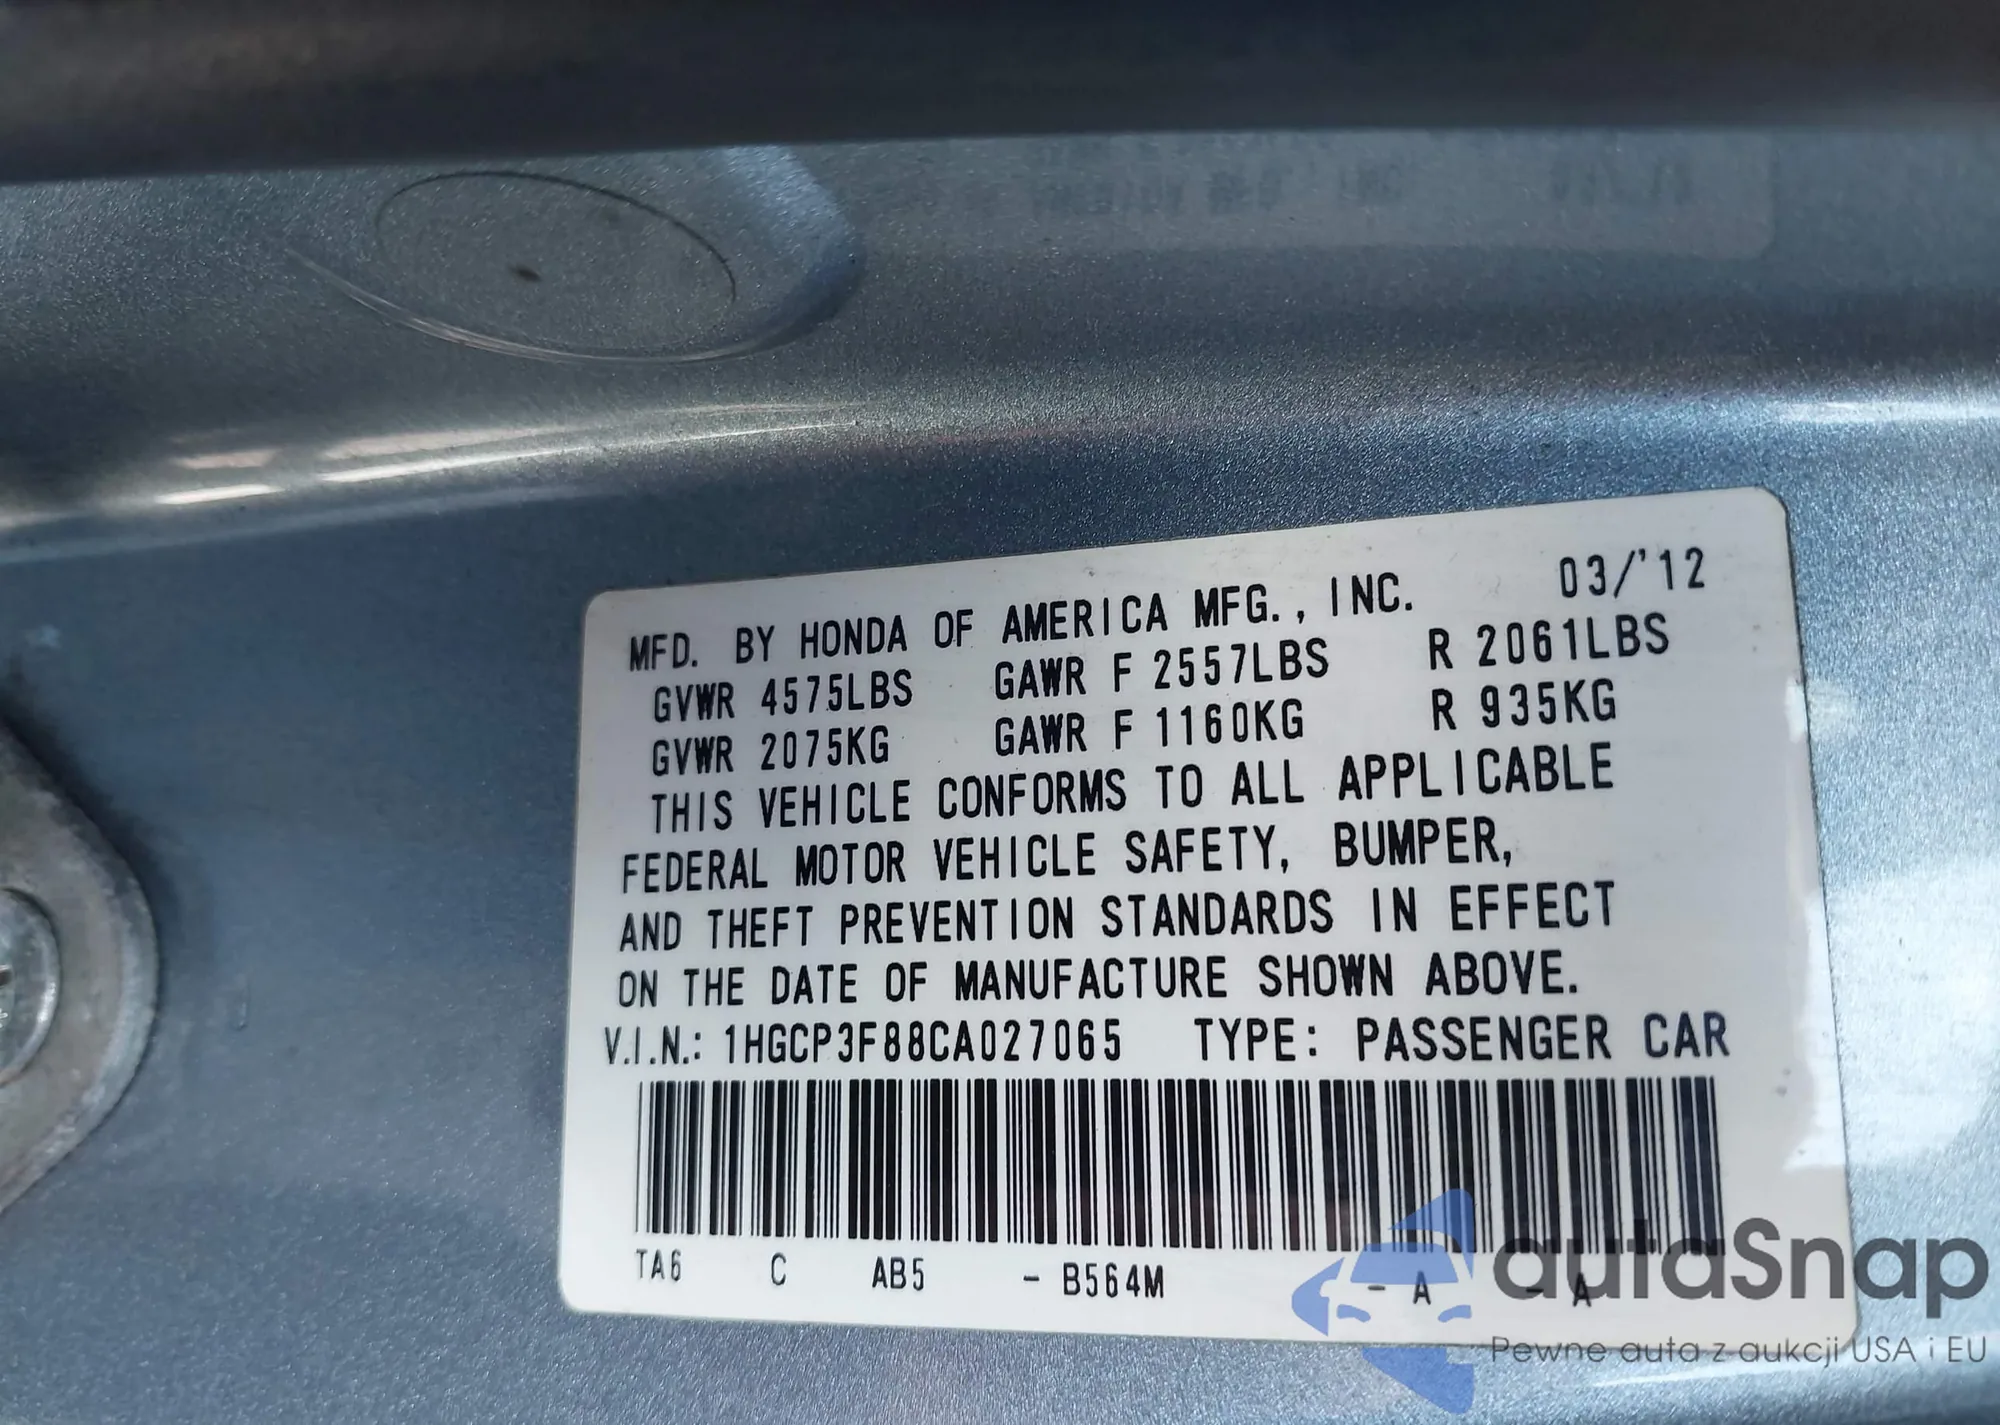 MFD. BY HONDA OF AMERICA MFG., INC. 03/'12
GVWR 4575LBS GAWR F 2557LBS R 2061LBS
GVWR 2075KG GAWR F 1160KG R 935KG
THIS VEHICLE CONFORMS TO ALL APPLICABLE
FEDERAL MOTOR VEHICLE SAFETY, BUMPER,
AND THEFT PREVENTION STANDARDS IN EFFECT
ON THE DATE OF MANUFACTURE SHOWN ABOVE.
V.I.N.: 1HGCP3F88CA027065 TYPE: PASSENGER CAR
TA6 C AB5 - B564M - A - A
autaSnap
Pewne auta z aukcji USA i EU